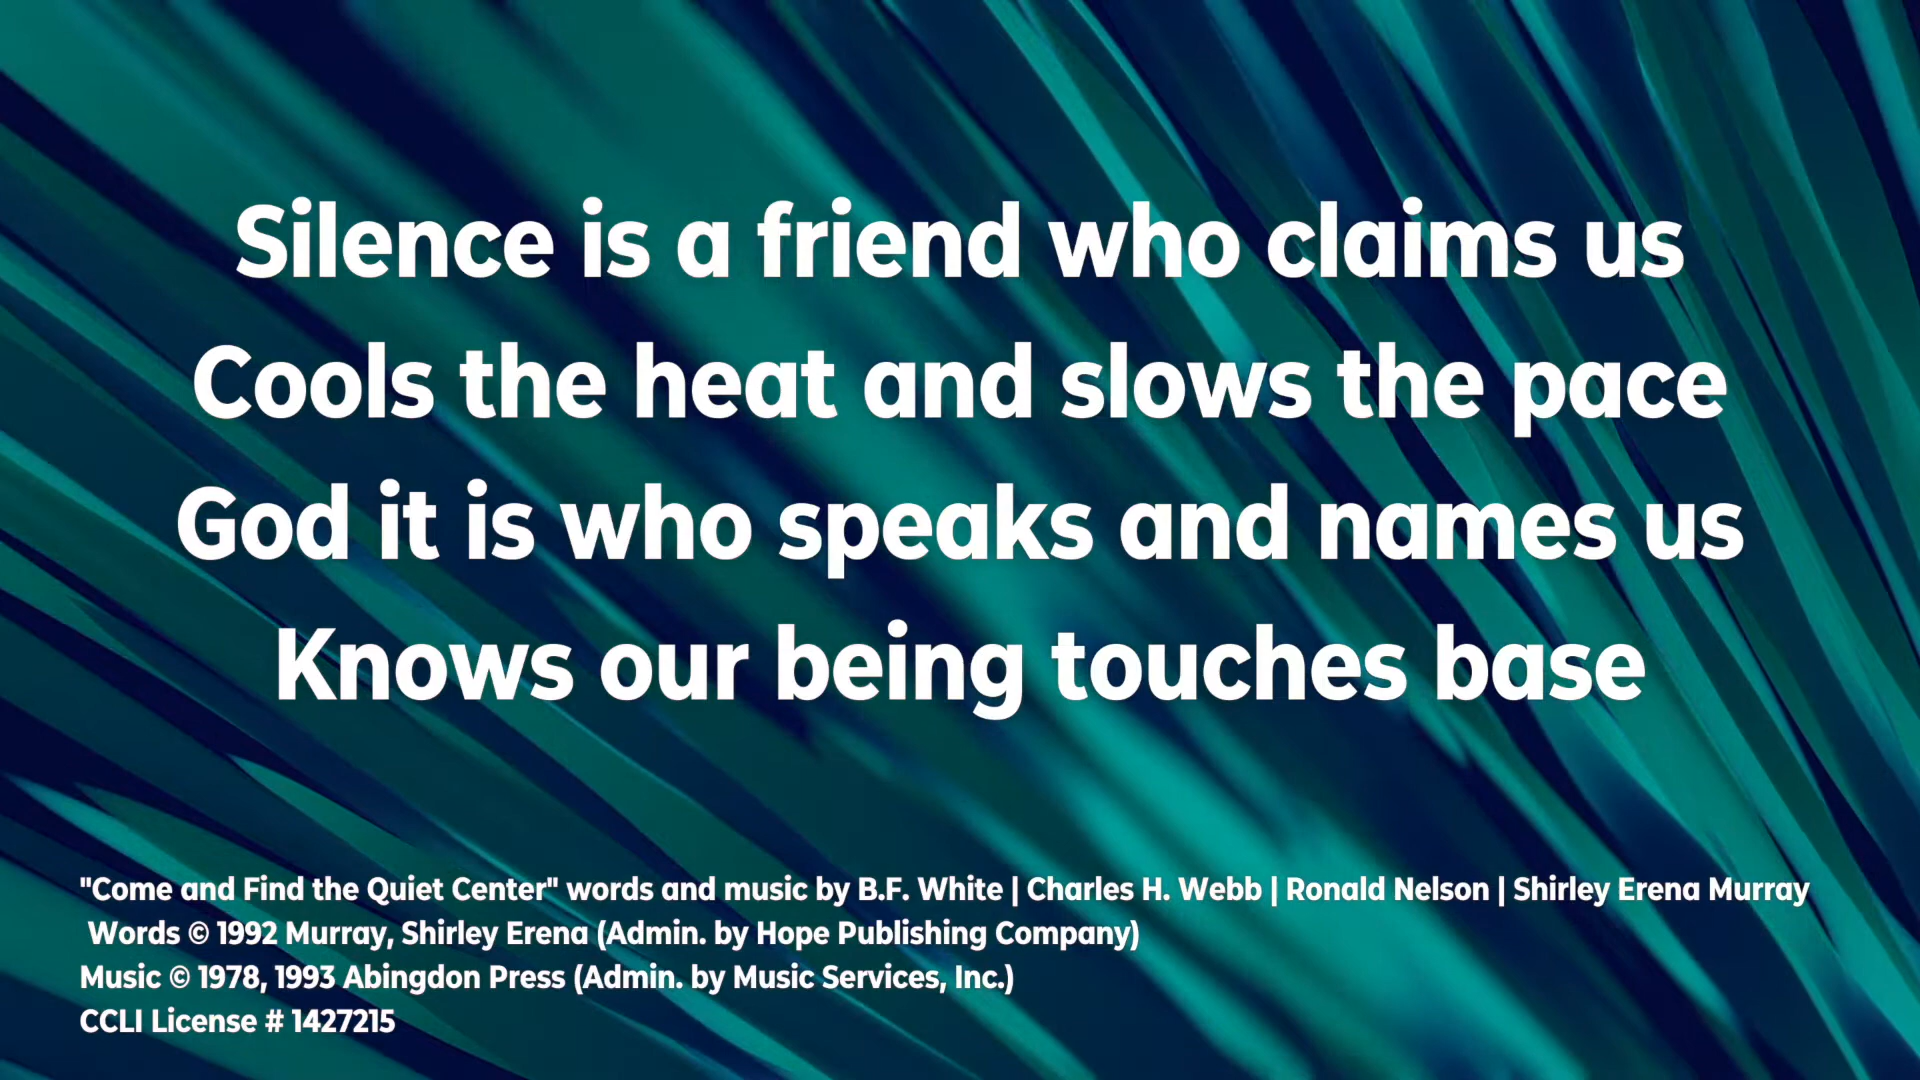 Silence is a friend who claims us
Cools the heat and slows the pace
God it is who speaks and names us
Knows our being touches base
"Come and Find the Quiet Center" words and music by B.F. White | Charles H. Webb | Ronald Nelson | Shirley Erena Murray
Words © 1992 Murray, Shirley Erena (Admin. by Hope Publishing Company)
Music © 1978, 1993 Abingdon Press (Admin. by Music Services, Inc.)
CCLI License # 1427215